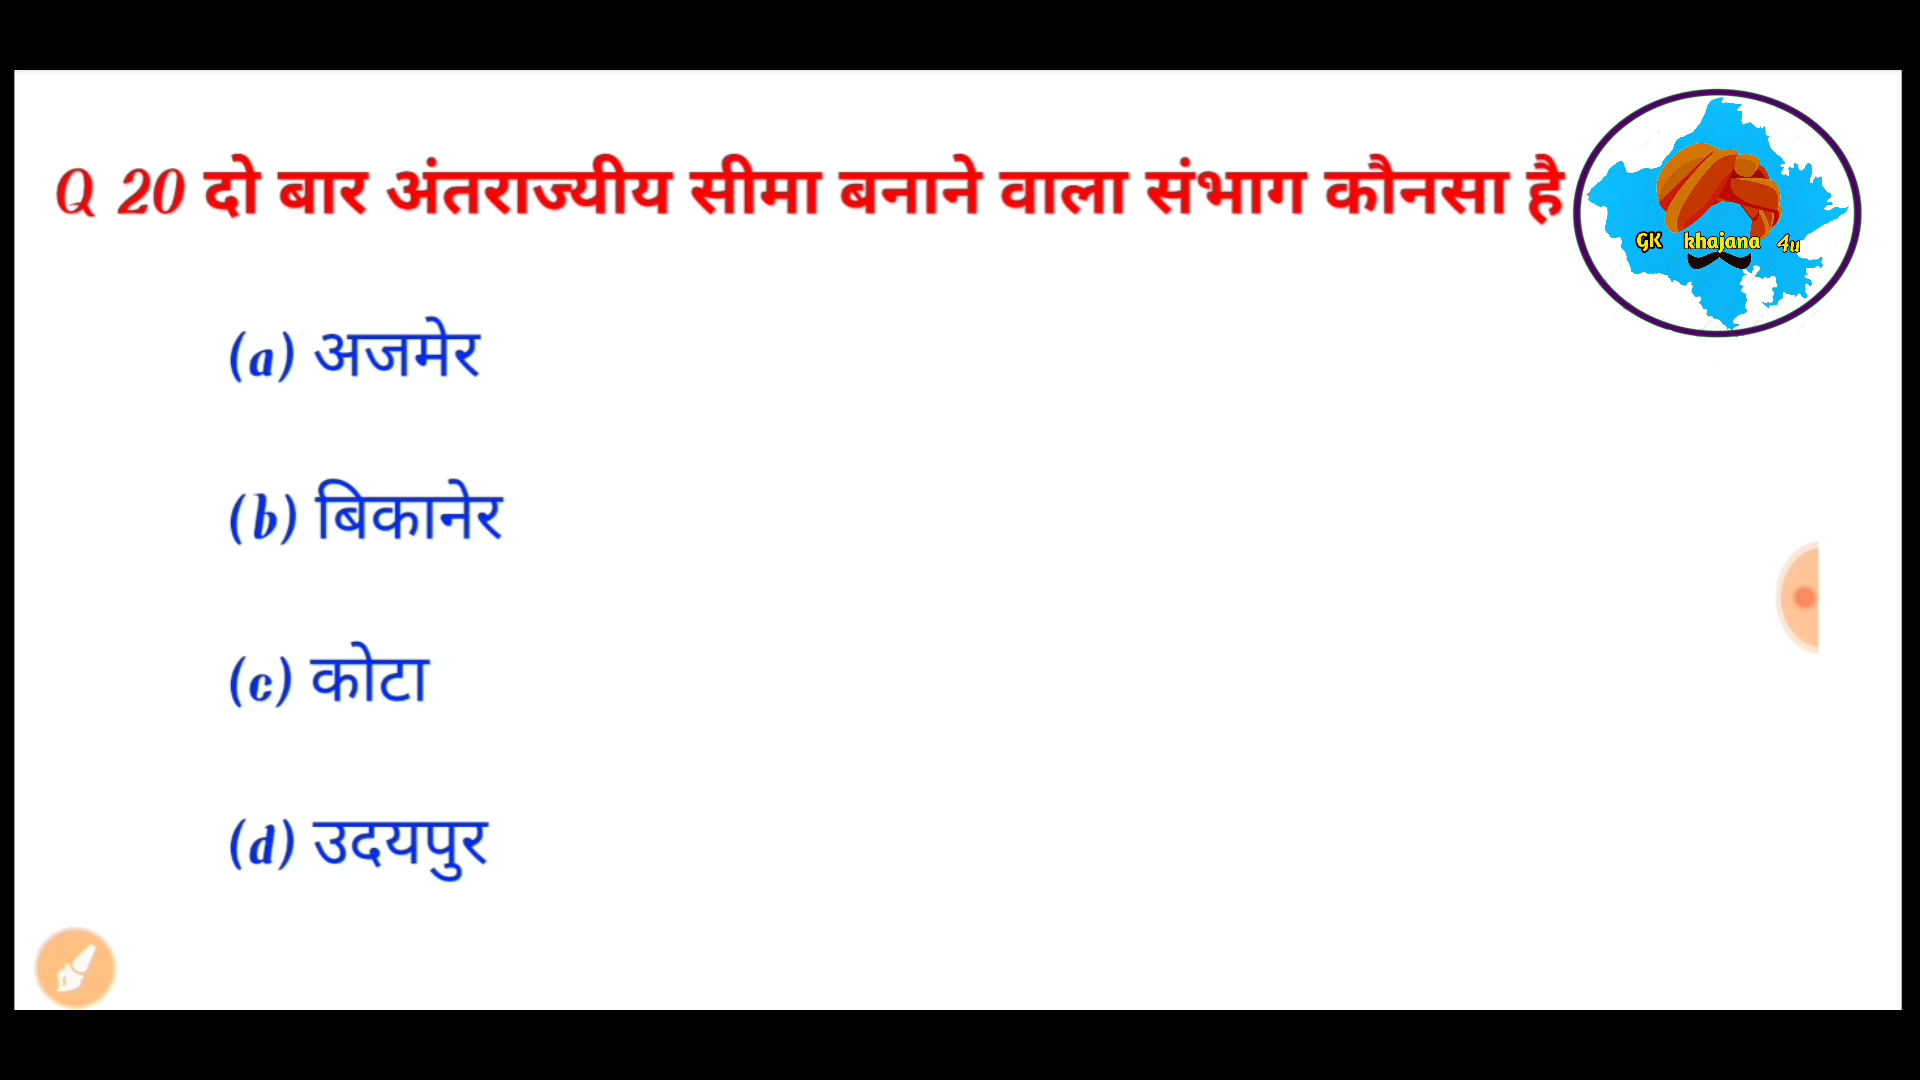 Q 20 दो बार अंतराज्यीय सीमा बनाने वाला संभाग कौनसा है
GK khajana 4u
(a) अजमेर
(b) बिकानेर
(c) कोटा
(d) उदयपुर